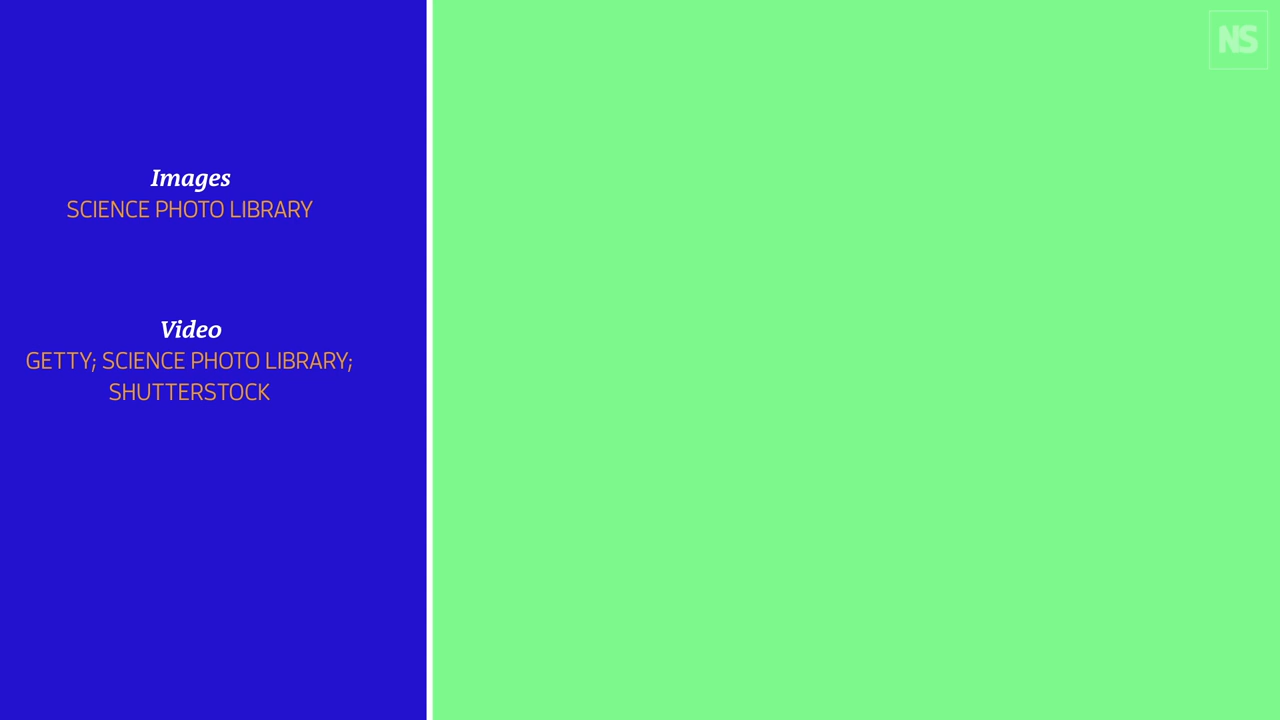 NS
Images
SCIENCE PHOTO LIBRARY
Video
GETTY; SCIENCE PHOTO LIBRARY;
SHUTTERSTOCK